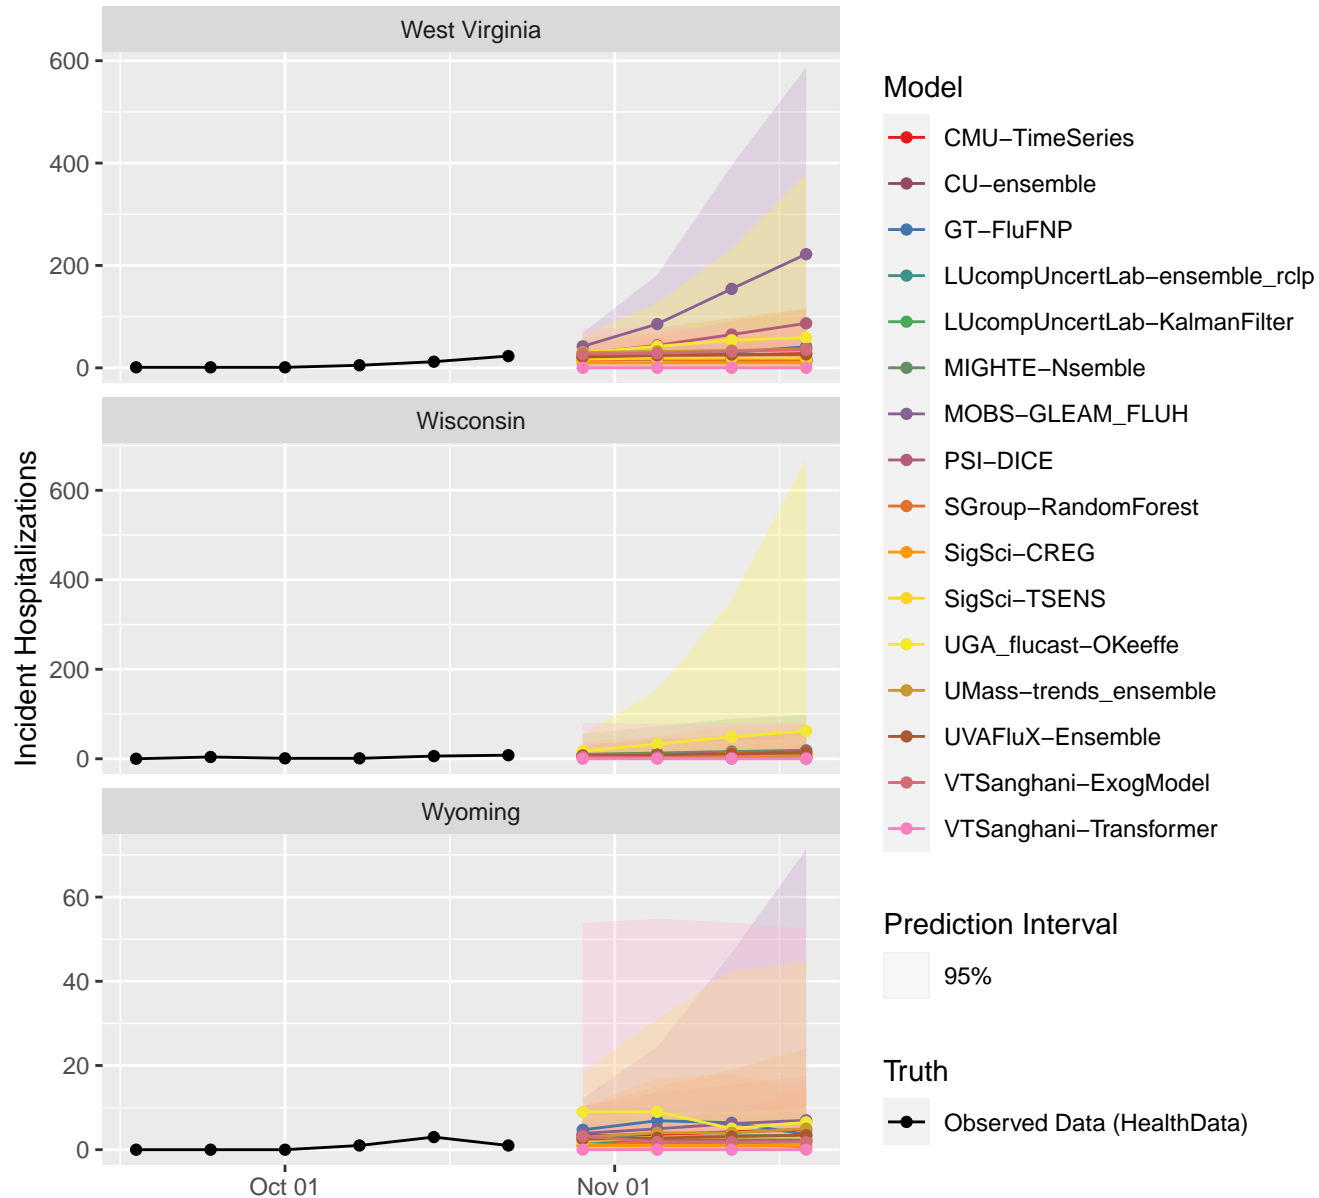 West Virginia
600
400
200
0
Wisconsin
600
400
200
0
Wyoming
60
40
20
0
Oct 01
Nov 01
Incident Hospitalizations
Model
CMU−TimeSeries
CU−ensemble
GT−FluFNP
LUcompUncertLab−ensemble_rclp
LUcompUncertLab−KalmanFilter
MIGHTE−Nsemble
MOBS−GLEAM_FLUH
PSI−DICE
SGroup−RandomForest
SigSci−CREG
SigSci−TSENS
UGA_flucast−OKeeffe
UMass−trends_ensemble
UVAFluX−Ensemble
VTSanghani−ExogModel
VTSanghani−Transformer
Prediction Interval
95%
Truth
Observed Data (HealthData)